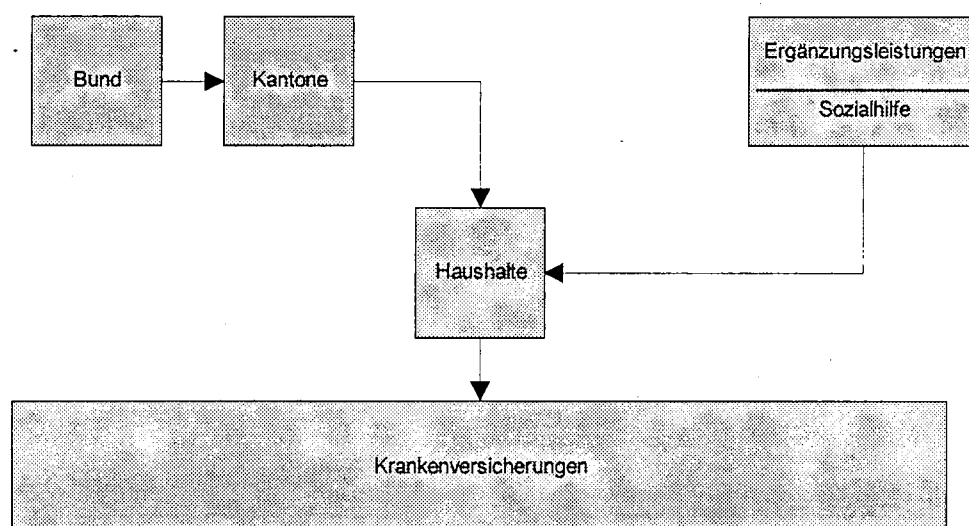 Bund
Kantone
Ergänzungsleistungen
Sozialhilfe
Haushalte
Krankenversicherungen